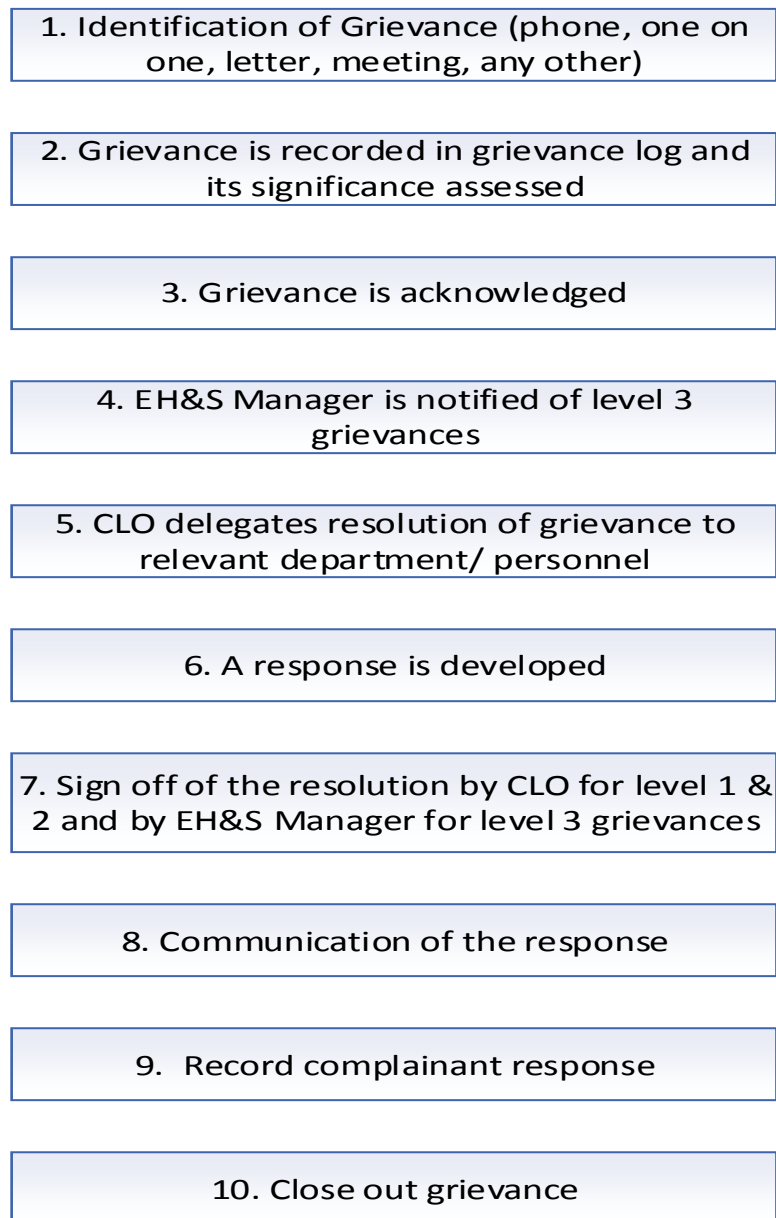 1. Identification of Grievance (phone, one on
one, letter, meeting, any other)
2. Grievance is recorded in grievance log and
its significance assessed
3. Grievance is acknowledged
4. EH&S Manager is notified of level 3
grievances
5. CLO delegates resolution of grievance to
relevant department/ personnel
6. A response is developed
7. Sign off of the resolution by CLO for level 1 &
2 and by EH&S Manager for level 3 grievances
8. Communication of the response
9. Record complainant response
10. Close out grievance